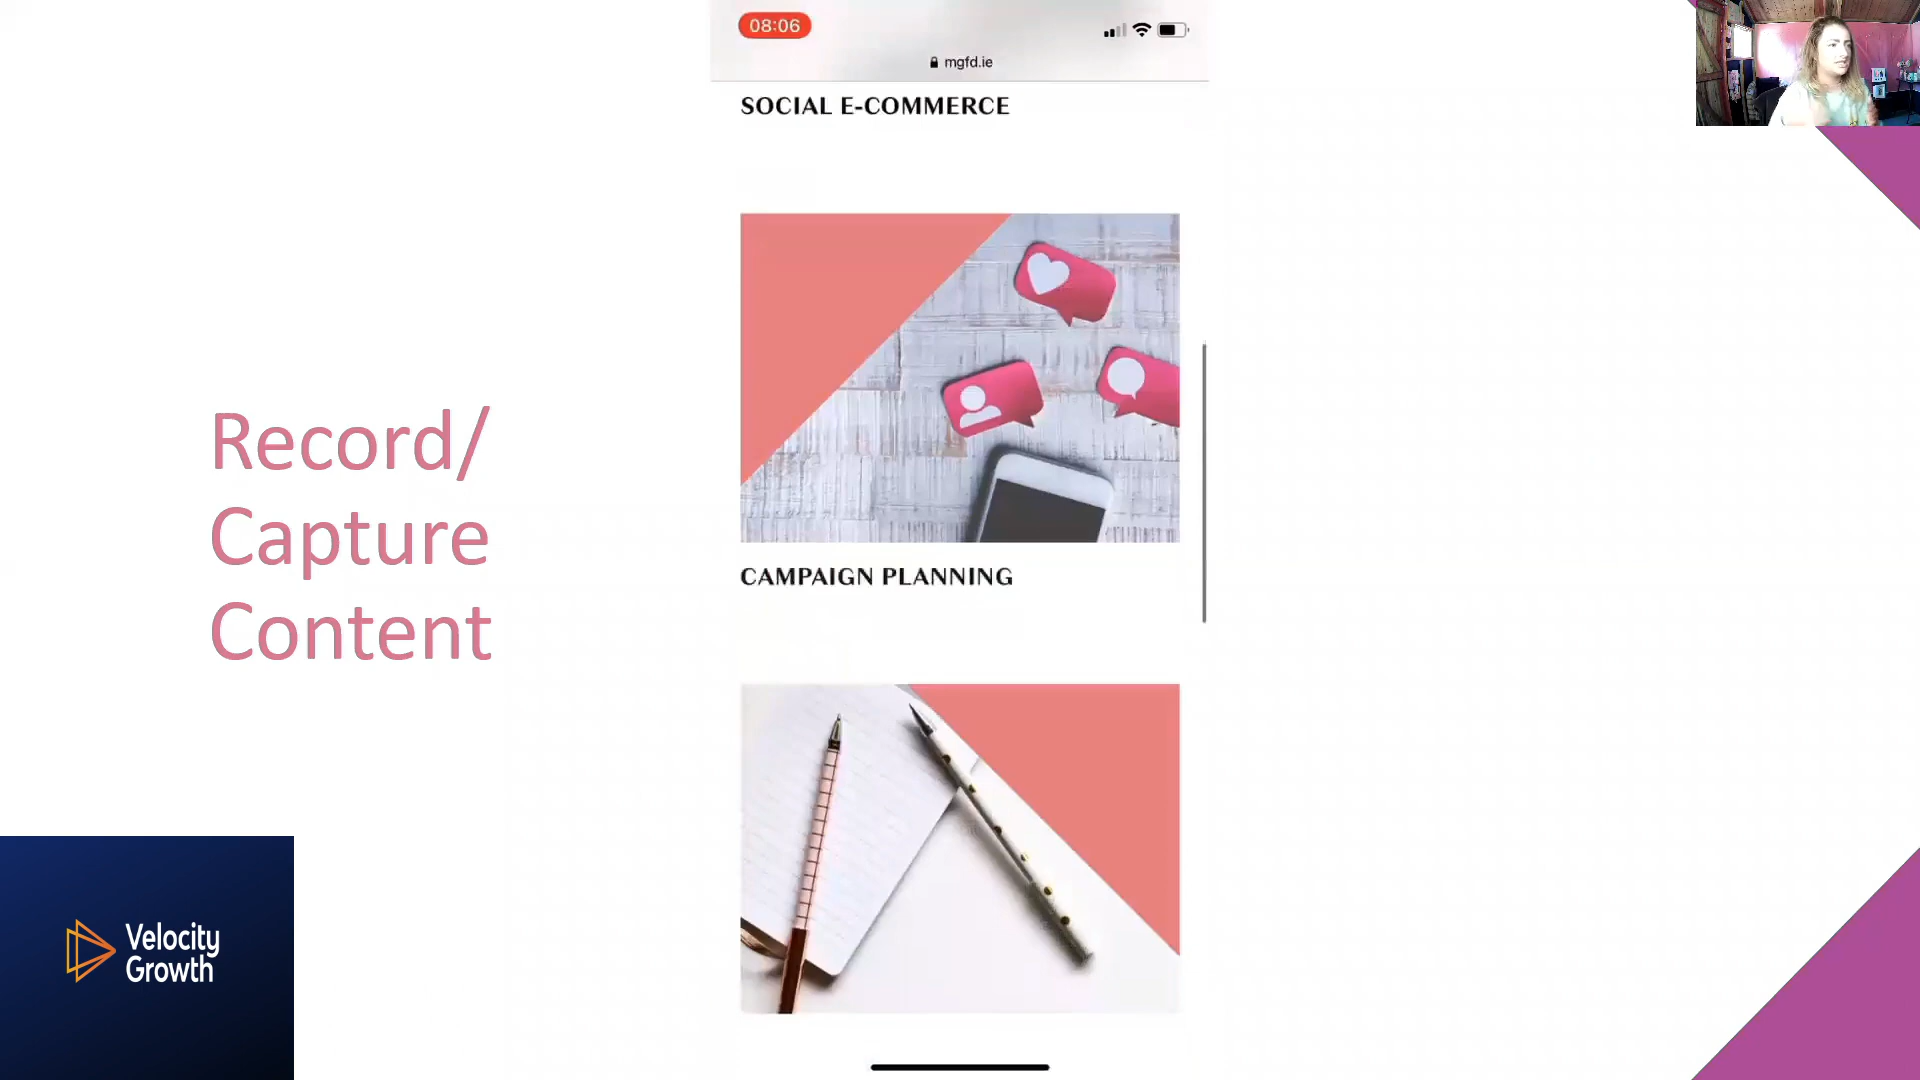 08:06
mgfd.ie
SOCIAL E-COMMERCE
CAMPAIGN PLANNING
Record/
Capture
Content
Velocity
Growth